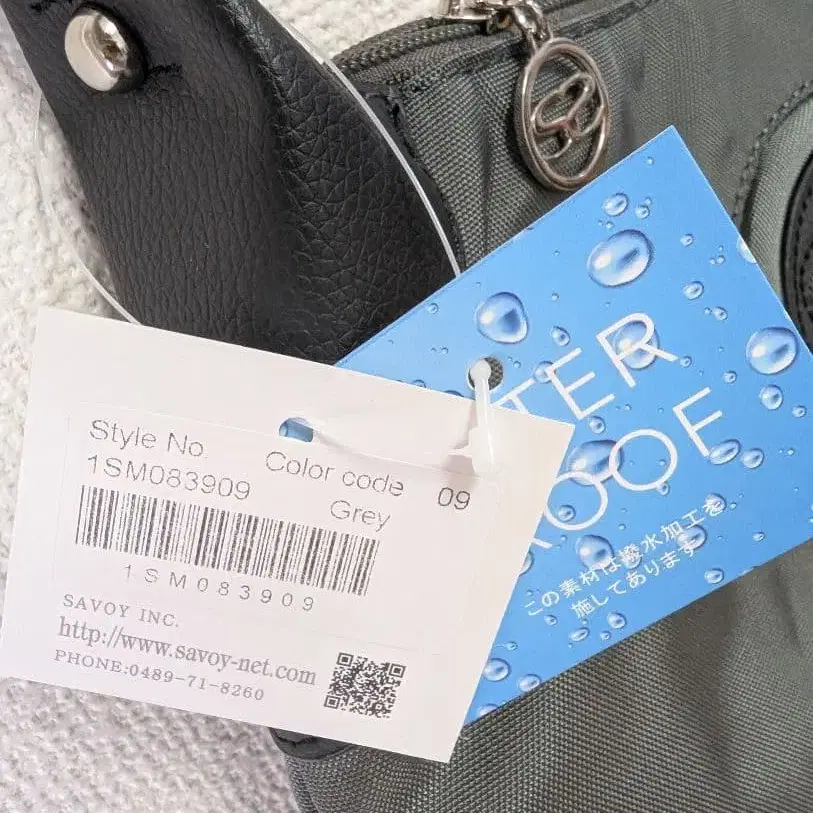 Style No.
1SM083909
Color code 09
Grey
1SM083909
SAVOY INC.
http://www.savoy-net.com
PHONE:0489-71-8260
TER
OOF
この素材は撥水加工を
施してあります